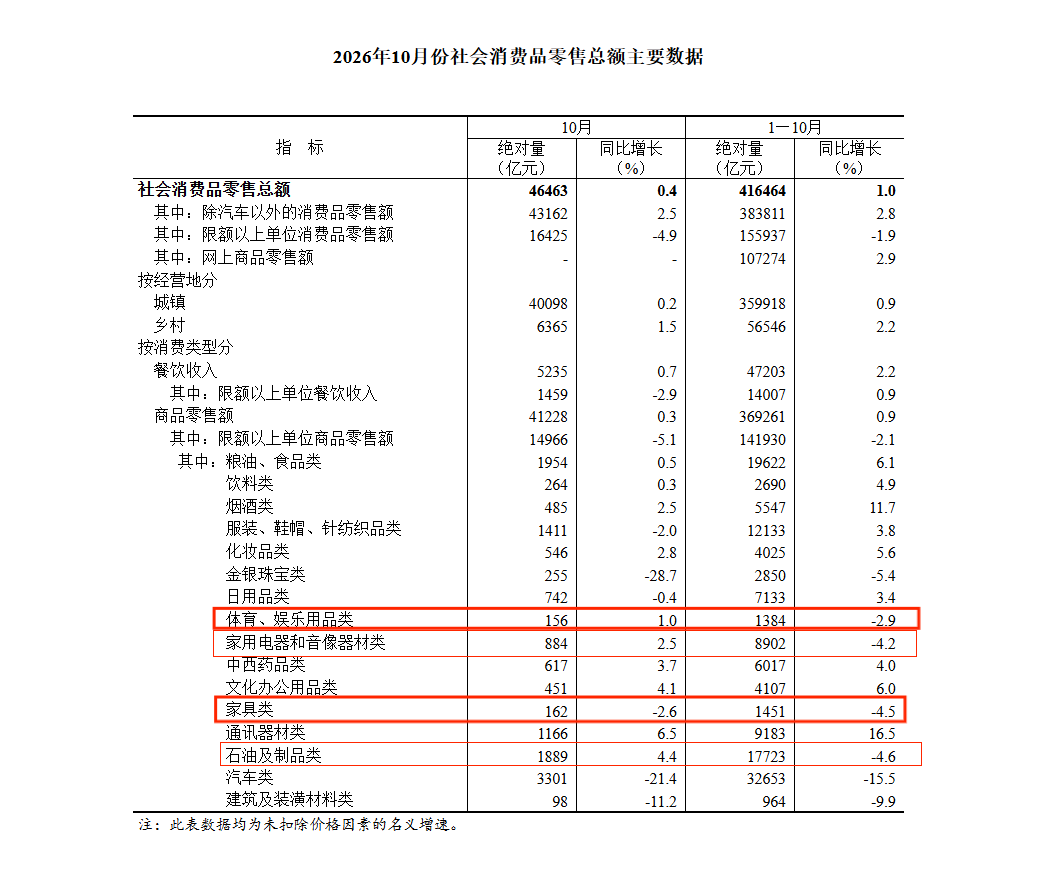 2026年10月份社会消费品零售总额主要数据
指 标 10月 1—10月
绝对量（亿元） 同比增长（%） 绝对量（亿元） 同比增长（%）
社会消费品零售总额 46463 0.4 416464 1.0
其中：除汽车以外的消费品零售额 43162 2.5 383811 2.8
其中：限额以上单位消费品零售额 16425 -4.9 155937 -1.9
其中：网上商品零售额 - - 107274 2.9
按经营地分
城镇 40098 0.2 359918 0.9
乡村 6365 1.5 56546 2.2
按消费类型分
餐饮收入 5235 0.7 47203 2.2
其中：限额以上单位餐饮收入 1459 -2.9 14007 0.9
商品零售额 41228 0.3 369261 0.9
其中：限额以上单位商品零售额 14966 -5.1 141930 -2.1
其中：粮油、食品类 1954 0.5 19622 6.1
饮料类 264 0.3 2690 4.9
烟酒类 485 2.5 5547 11.7
服装、鞋帽、针纺织品类 1411 -2.0 12133 3.8
化妆品类 546 2.8 4025 5.6
金银珠宝类 255 -28.7 2850 -5.4
日用品类 742 -0.4 7133 3.4
体育、娱乐用品类 156 1.0 1384 -2.9
家用电器和音像器材类 884 2.5 8902 -4.2
中西药品类 617 3.7 6017 4.0
文化办公用品类 451 4.1 4107 6.0
家具类 162 -2.6 1451 -4.5
通讯器材类 1166 6.5 9183 16.5
石油及制品类 1889 4.4 17723 -4.6
汽车类 3301 -21.4 32653 -15.5
建筑及装潢材料类 98 -11.2 964 -9.9
注：此表数据均为未扣除价格因素的名义增速。